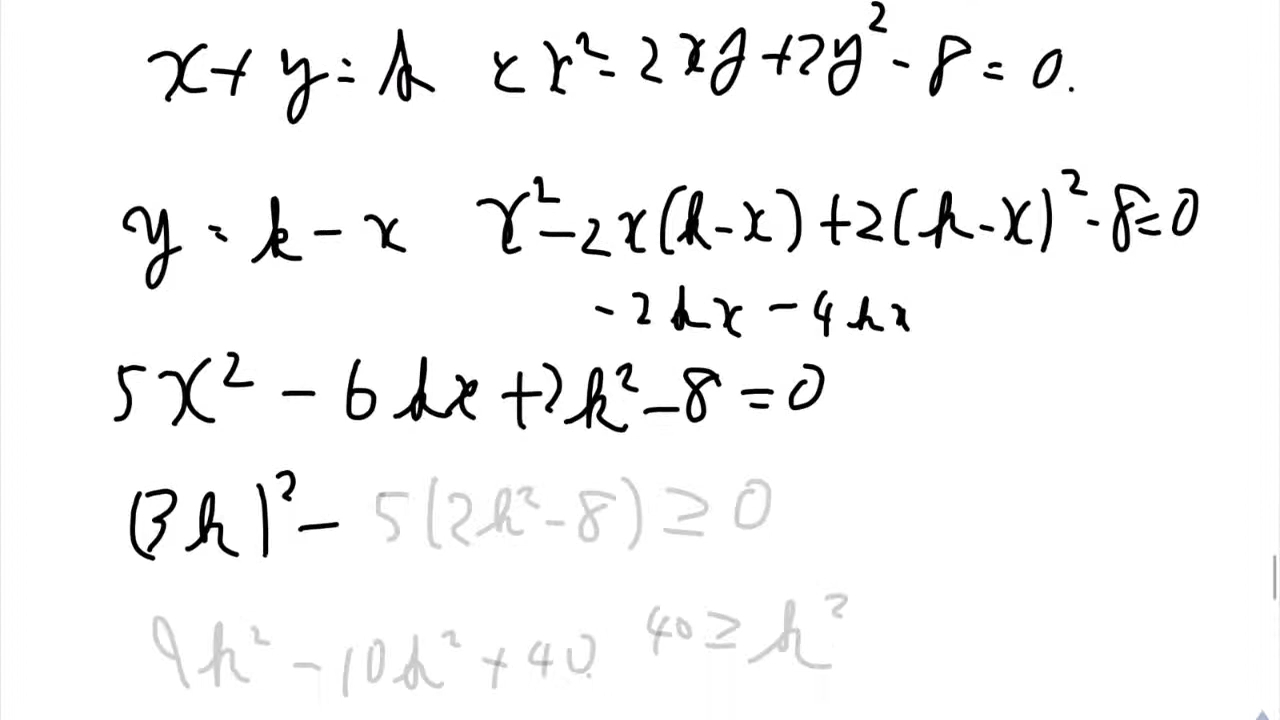 x + y = k x x² - 2xy + 2y² - 8 = 0.
y = k - x x² - 2x(k-x) + 2(k-x)² - 8 = 0
- 2kx - 4kx
5x² - 6kx + 2k² - 8 = 0
(3k)² - 5(2k² - 8) ≥ 0
9k² - 10k² + 40. 40 ≥ k²